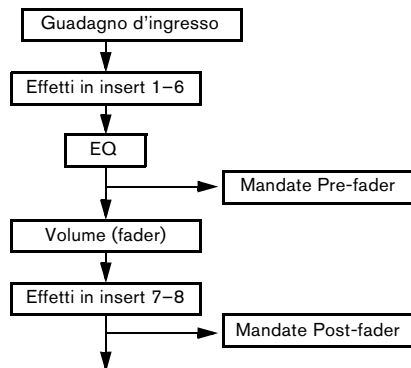 Guadagno d'ingresso
Effetti in insert 1–6
EQ
Mandate Pre-fader
Volume (fader)
Effetti in insert 7–8
Mandate Post-fader